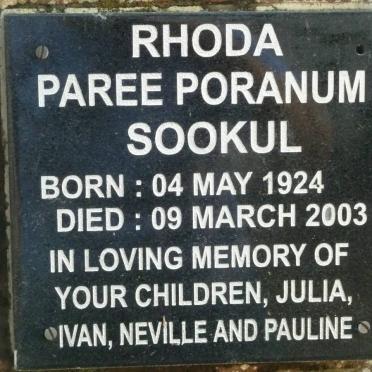 RHODA
PAREE PORANUM
SOOKUL
BORN : 04 MAY 1924
DIED : 09 MARCH 2003
IN LOVING MEMORY OF
YOUR CHILDREN, JULIA,
IVAN, NEVILLE AND PAULINE